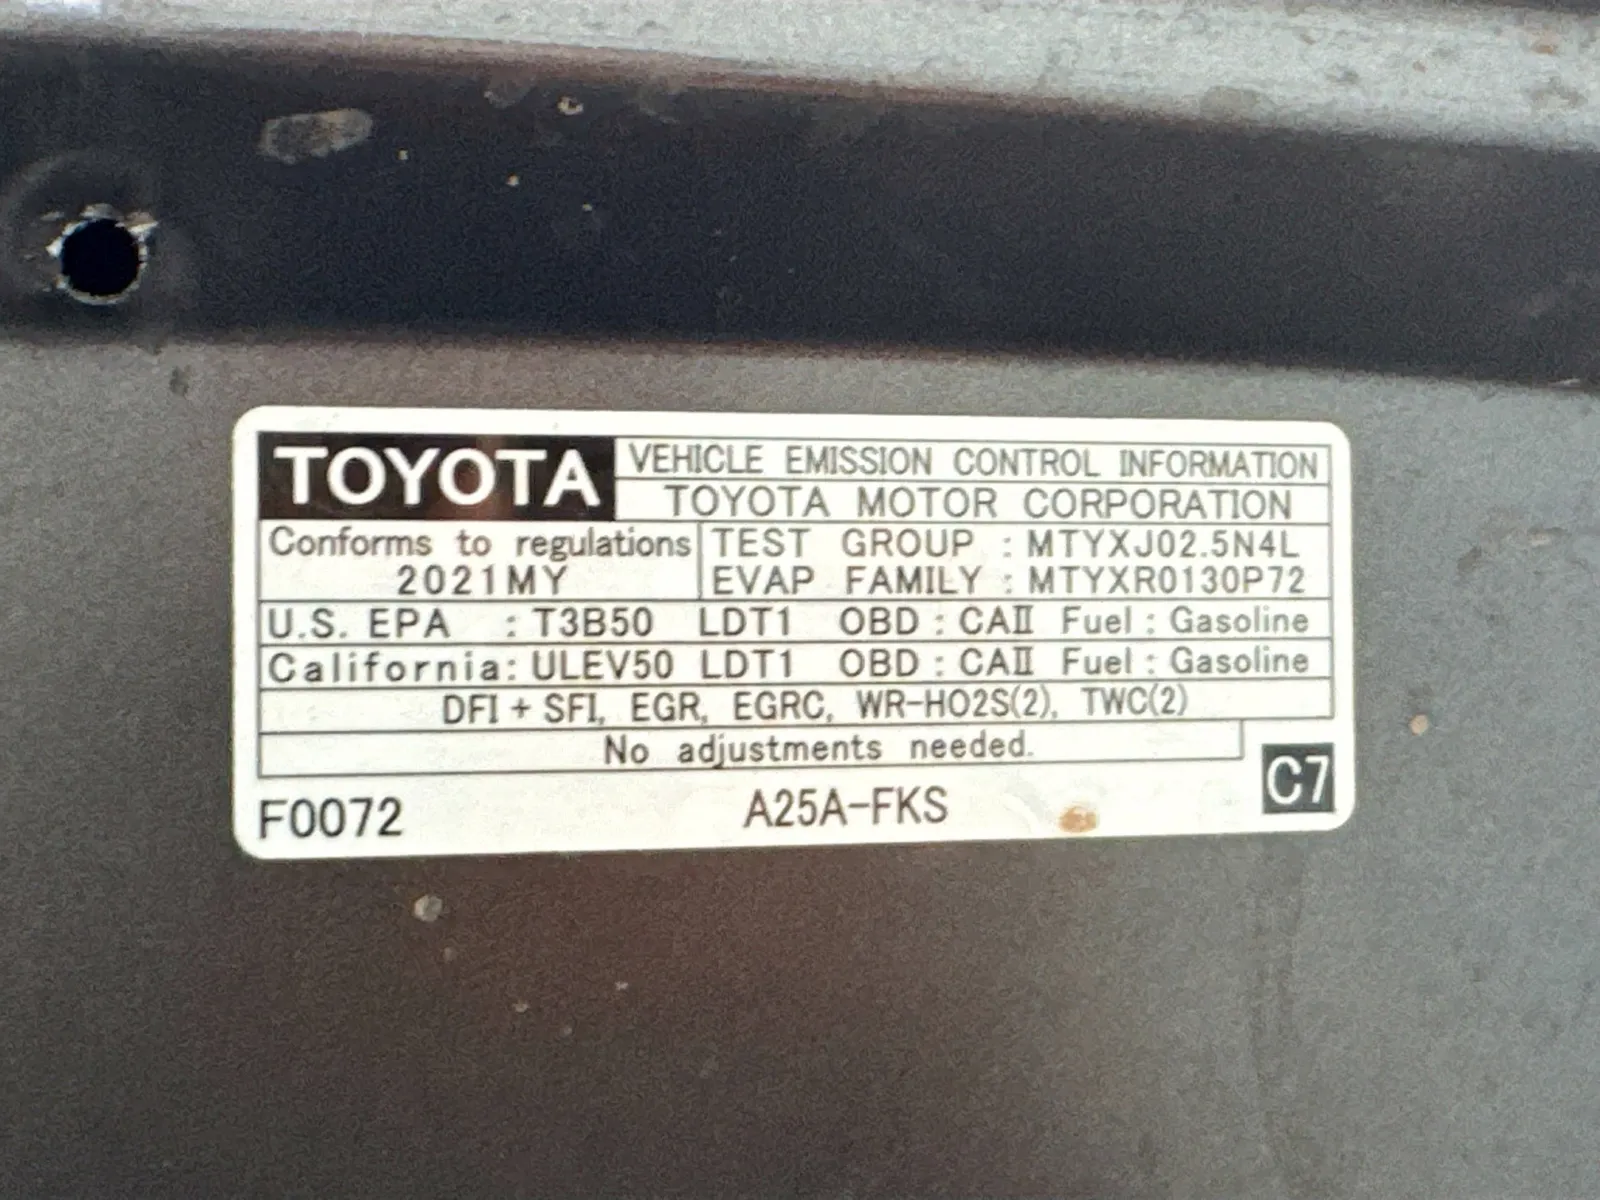 TOYOTA VEHICLE EMISSION CONTROL INFORMATION
TOYOTA MOTOR CORPORATION
Conforms to regulations TEST GROUP : MTYXJ02.5N4L
2021MY EVAP FAMILY : MTYXR0130P72
U.S. EPA : T3B50 LDT1 OBD : CAⅡ Fuel : Gasoline
California: ULEV50 LDT1 OBD : CAⅡ Fuel : Gasoline
DFI + SFI, EGR, EGRC, WR-HO2S(2), TWC(2)
No adjustments needed.
C7
F0072 A25A-FKS